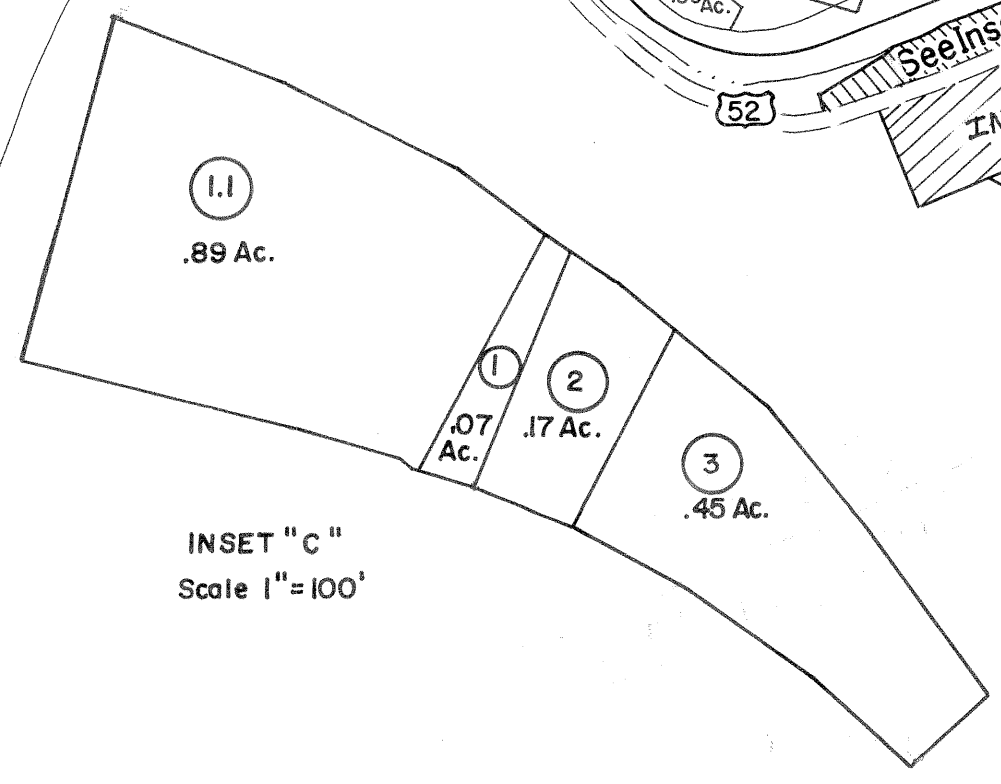 Ac.
See Ins
52
IN
1.1
.89 Ac.
1
.07
Ac.
2
.17 Ac.
3
.45 Ac.
INSET "C"
Scale 1"=100'